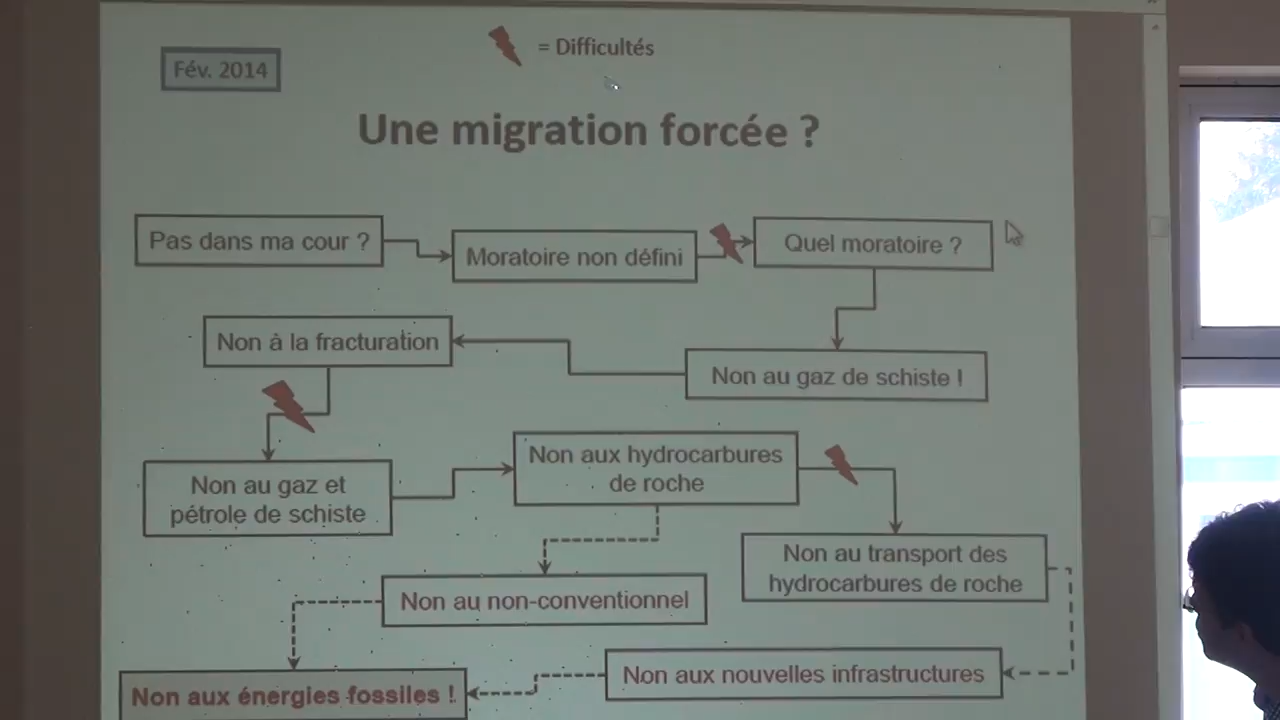 = Difficultés
Fév. 2014
Une migration forcée ?
Pas dans ma cour ?
Moratoire non défini
Quel moratoire ?
Non à la fracturation
Non au gaz de schiste !
Non au gaz et
pétrole de schiste
Non aux hydrocarbures
de roche
Non au transport des
hydrocarbures de roche
Non au non-conventionnel
Non aux nouvelles infrastructures
Non aux énergies fossiles !